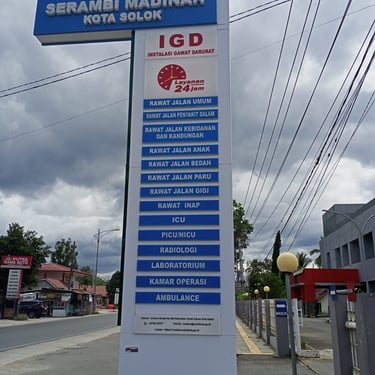 SERAMBI MADINAH
KOTA SOLOK
IGD
INSTALASI GAWAT DARURAT
Layanan
24 jam
RAWAT JALAN UMUM
RAWAT JALAN PENYAKIT DALAM
RAWAT JALAN KEBIDANAN
DAN KANDUNGAN
RAWAT JALAN ANAK
RAWAT JALAN BEDAH
RAWAT JALAN PARU
RAWAT JALAN GIGI
RAWAT INAP
ICU
PICU/NICU
RADIOLOGI
LABORATORIUM
KAMAR OPERASI
AMBULANCE